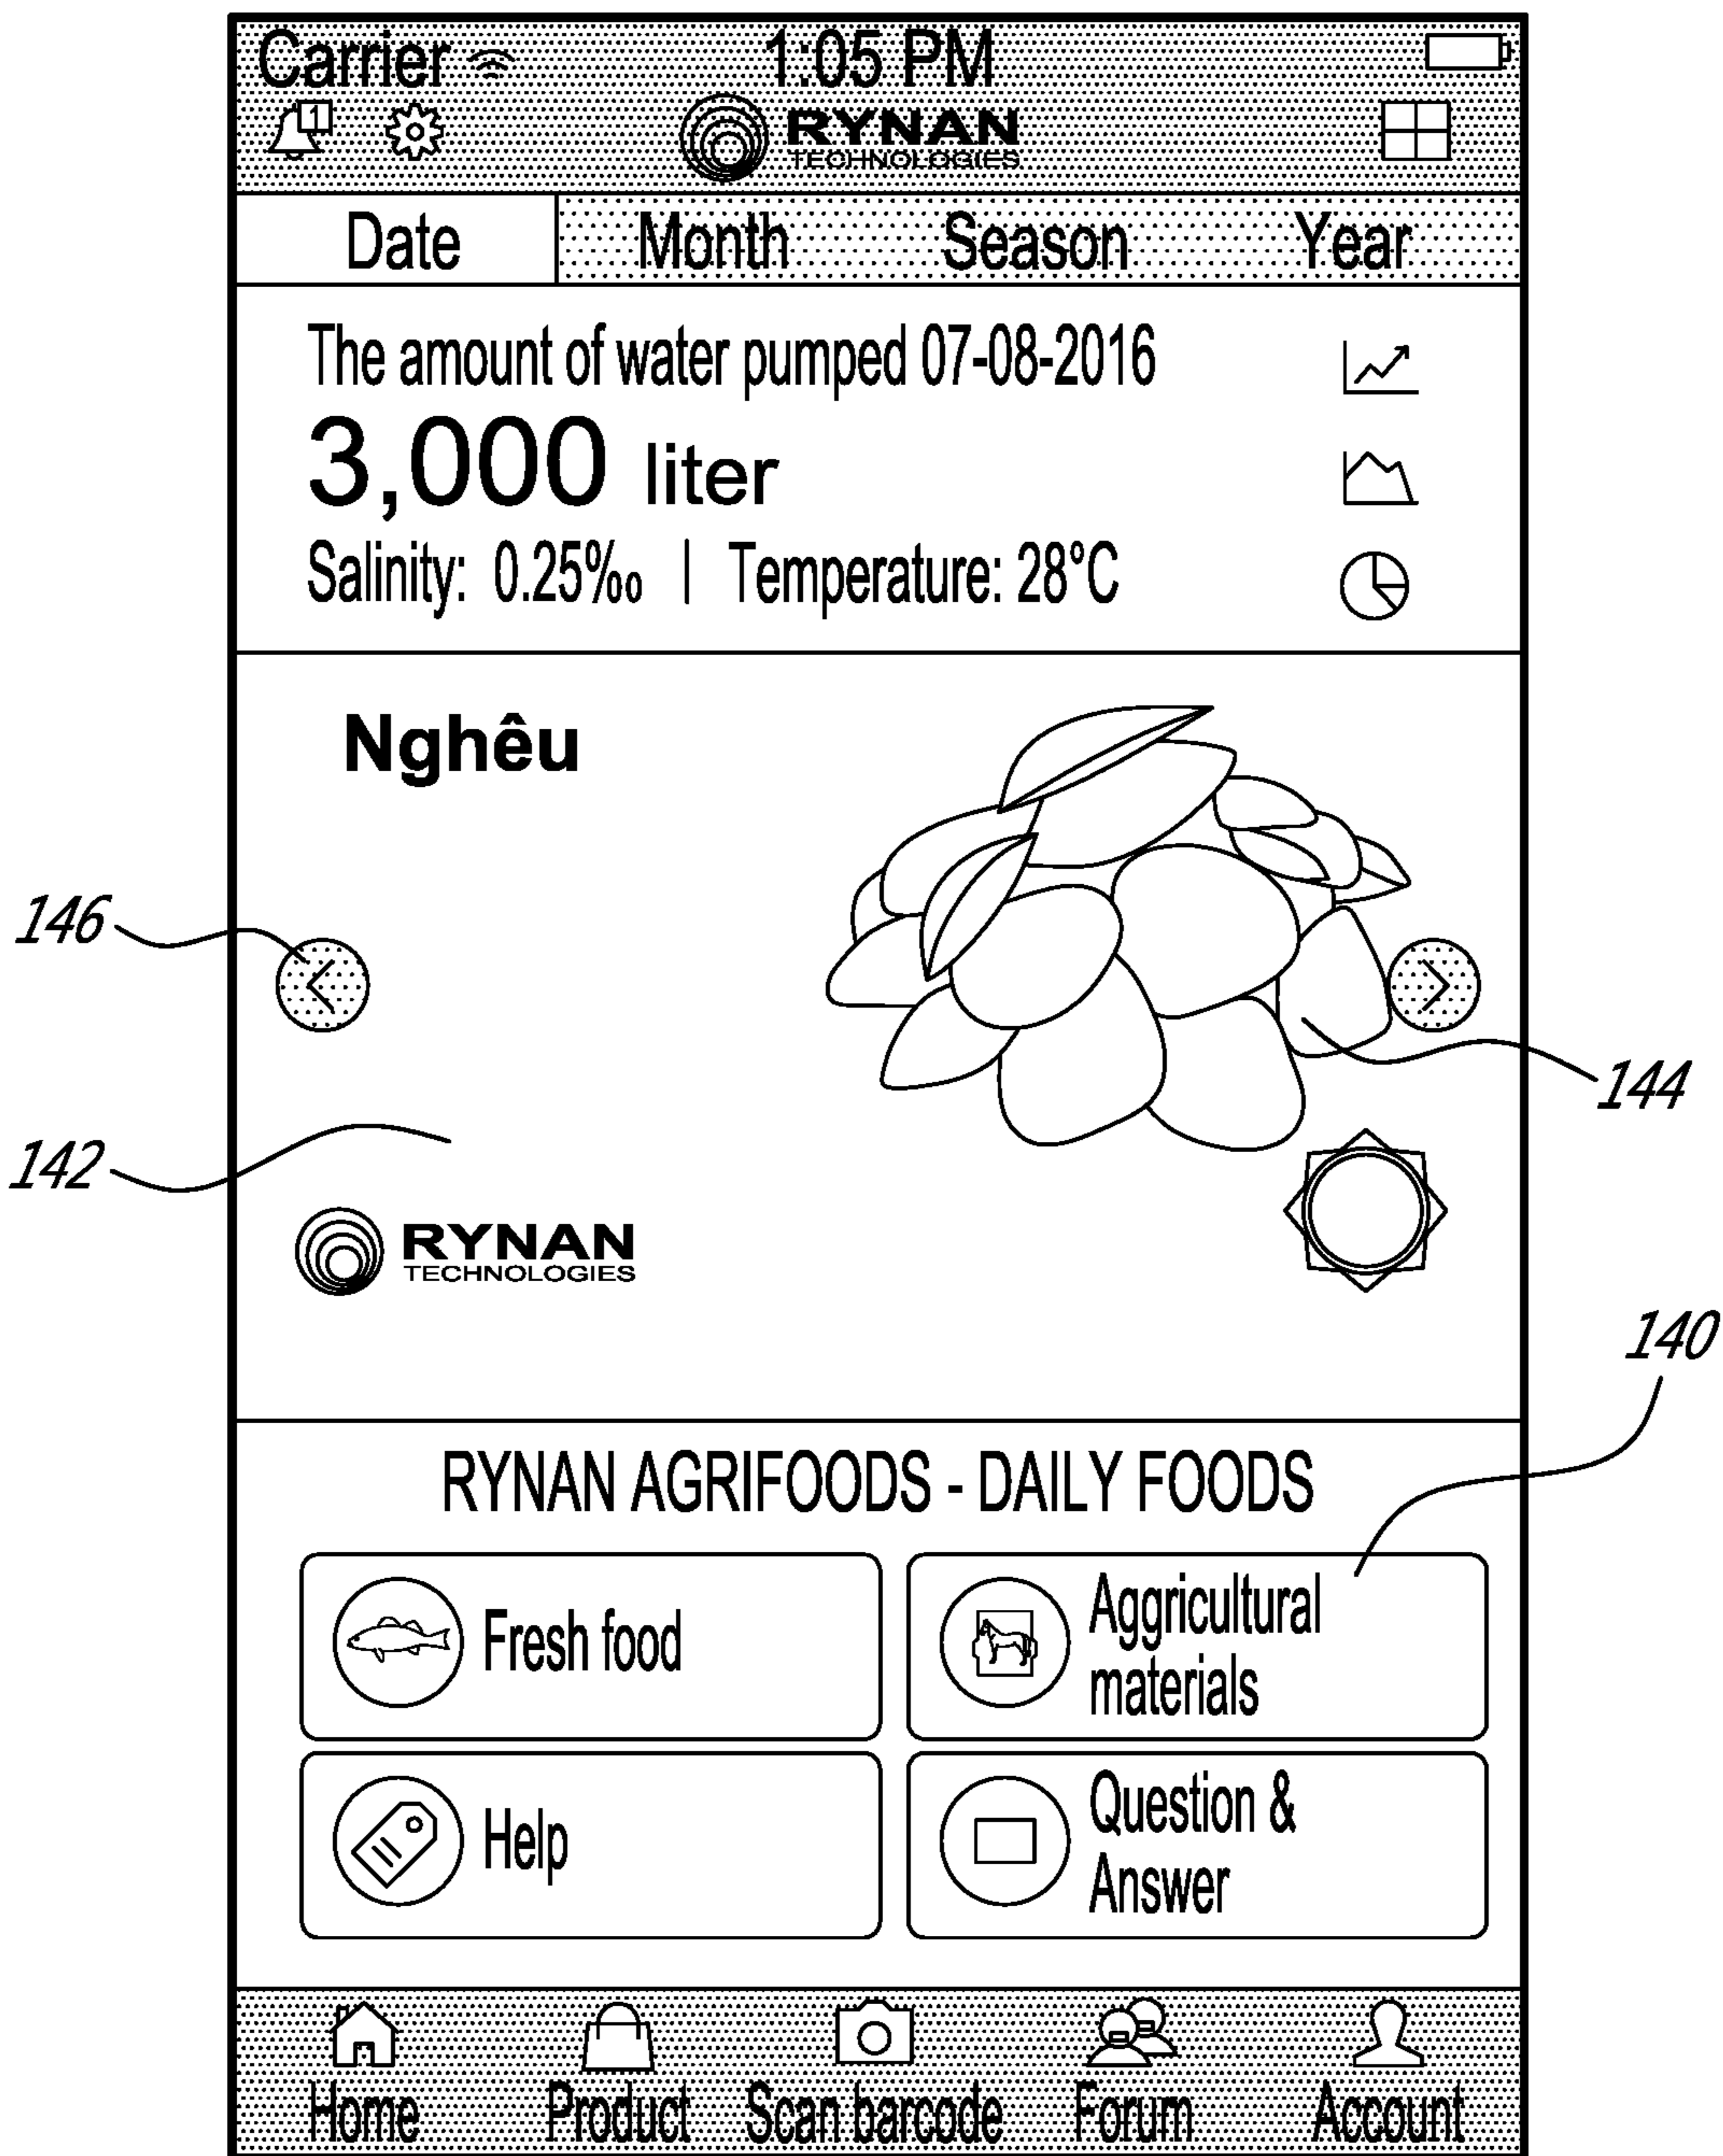 Carrier 1:05 PM
1 RYNAN
TECHNOLOGIES
Date Month Season Year
The amount of water pumped 07-08-2016
3,000 liter
Salinity: 0.25‰ | Temperature: 28°C
Nghêu
146
144
142
RYNAN
TECHNOLOGIES
140
RYNAN AGRIFOODS - DAILY FOODS
Fresh food
Aggricultural
materials
Help
Question &
Answer
Home Product Scan barcode Forum Account